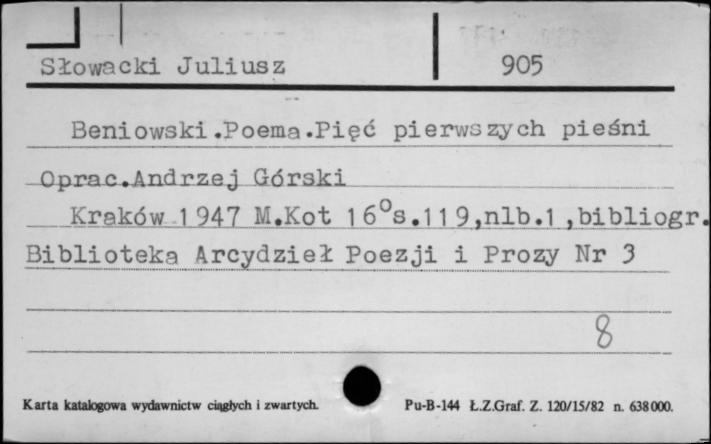 Słowacki Juliusz 905
Beniowski.Poema.Pięć pierwszych pieśni
Oprac.Andrzej Górski
Kraków 1947 M.Kot 16°s.119,nlb.1,bibliogr.
Biblioteka Arcydzieł Poezji i Prozy Nr 3
8
Karta katalogowa wydawnictw ciągłych i zwartych. Pu-B-144 Ł.Z.Graf. Z. 120/15/82 n. 638000.